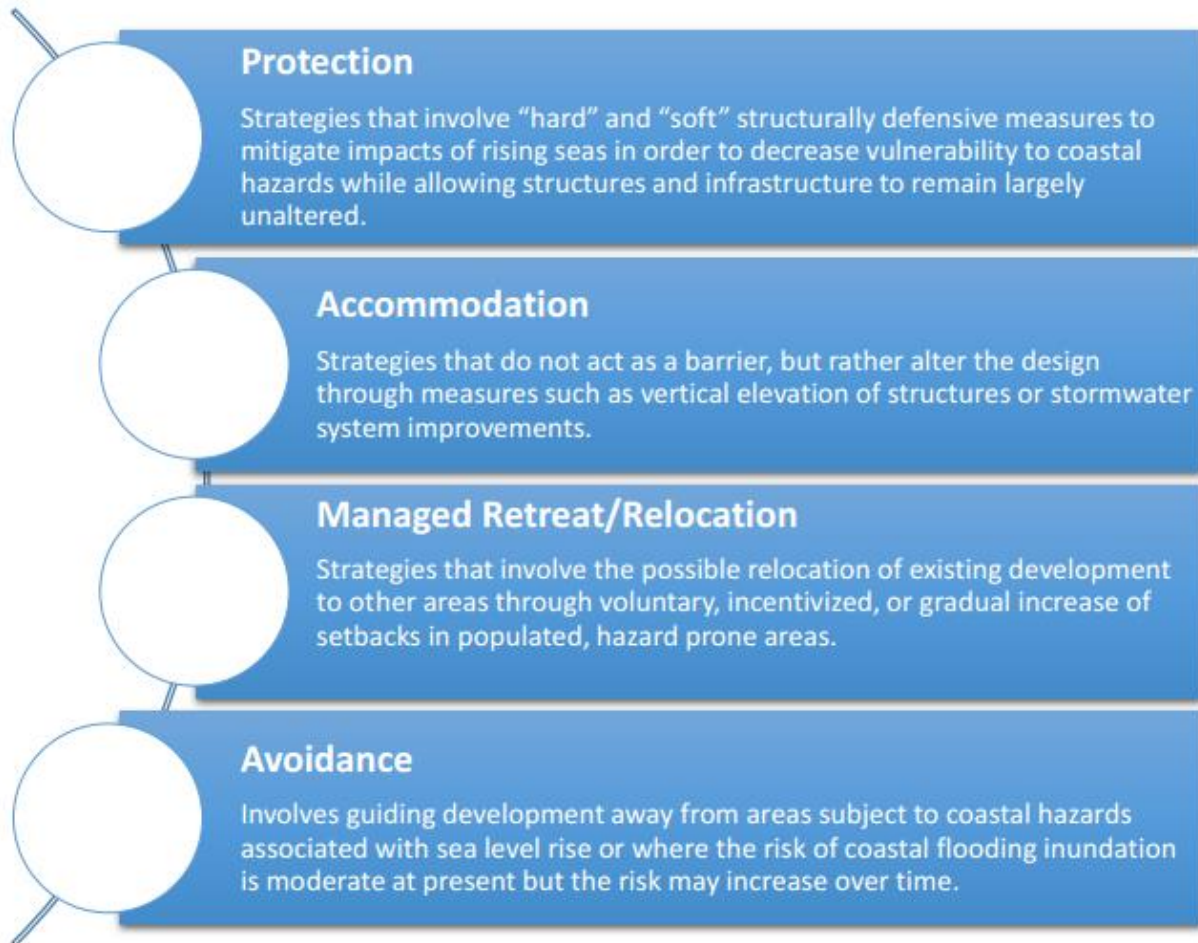 Protection
Strategies that involve “hard” and “soft” structurally defensive measures to
mitigate impacts of rising seas in order to decrease vulnerability to coastal
hazards while allowing structures and infrastructure to remain largely
unaltered.
Accommodation
Strategies that do not act as a barrier, but rather alter the design
through measures such as vertical elevation of structures or stormwater
system improvements.
Managed Retreat/Relocation
Strategies that involve the possible relocation of existing development
to other areas through voluntary, incentivized, or gradual increase of
setbacks in populated, hazard prone areas.
Avoidance
Involves guiding development away from areas subject to coastal hazards
associated with sea level rise or where the risk of coastal flooding inundation
is moderate at present but the risk may increase over time.